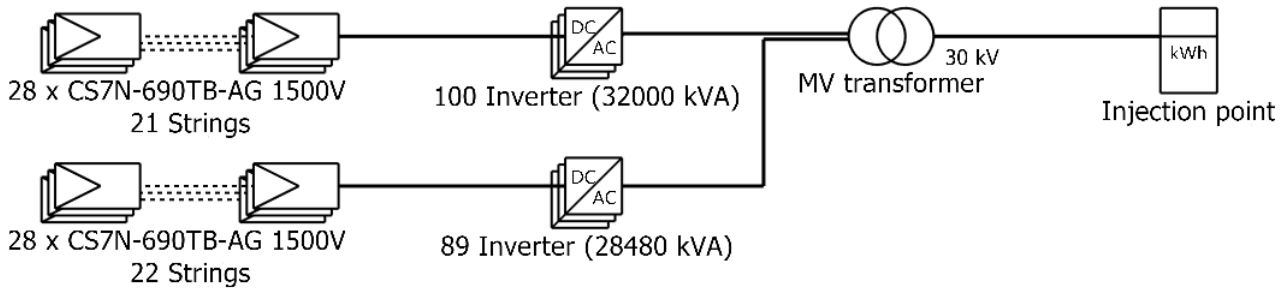 DC
AC
28 x CS7N-690TB-AG 1500V
21 Strings
100 Inverter (32000 kVA)
30 kV
MV transformer
kWh
Injection point
DC
AC
28 x CS7N-690TB-AG 1500V
22 Strings
89 Inverter (28480 kVA)